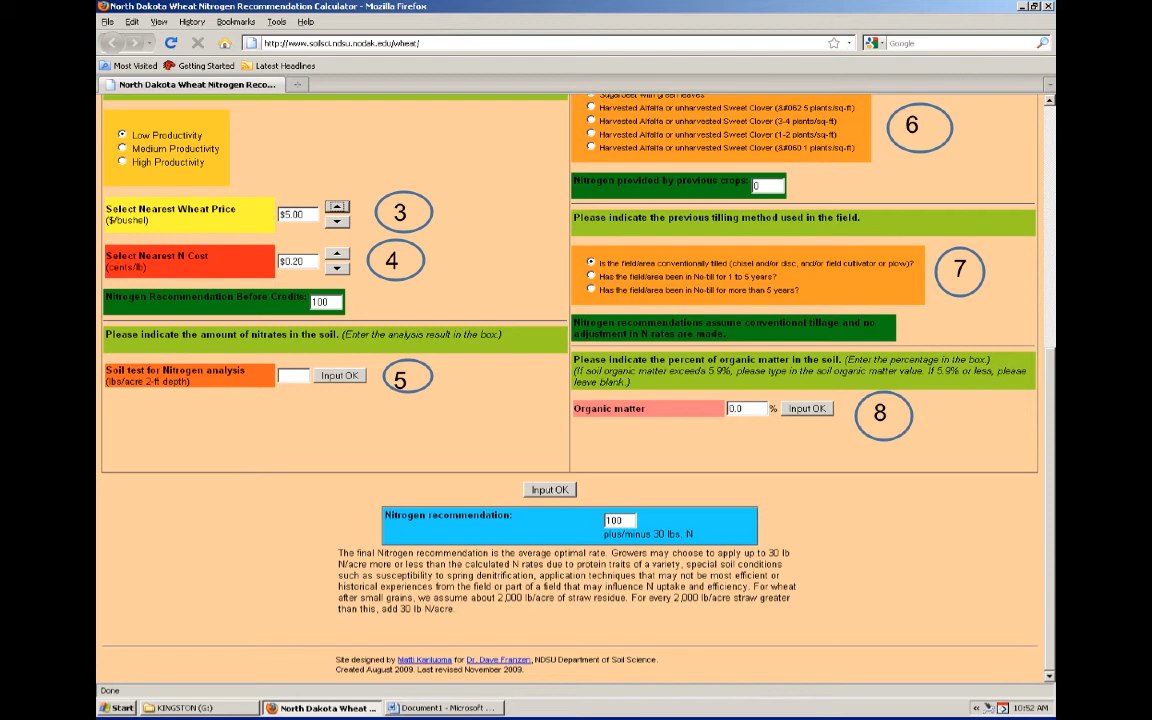 North Dakota Wheat Nitrogen Recommendation Calculator - Mozilla Firefox
File Edit View History Bookmarks Tools Help
http://www.soilsci.ndsu.nodak.edu/wheat/
Google
Most Visited Getting Started Latest Headlines
North Dakota Wheat Nitrogen Reco...
Low Productivity
Medium Productivity
High Productivity
Select Nearest Wheat Price
($/bushel)
$5.00
3
Select Nearest N Cost
(cents/lb)
$0.20
4
Nitrogen Recommendation Before Credits: 100
Please indicate the amount of nitrates in the soil. (Enter the analysis result in the box.)
Soil test for Nitrogen analysis
(lbs/acre 2-ft depth)
Input OK
5
Sugarbeet with green leaves
Harvested Alfalfa or unharvested Sweet Clover (&#062 5 plants/sq-ft)
Harvested Alfalfa or unharvested Sweet Clover (3-4 plants/sq-ft)
Harvested Alfalfa or unharvested Sweet Clover (1-2 plants/sq-ft)
Harvested Alfalfa or unharvested Sweet Clover (&#060 1 plants/sq-ft)
6
Nitrogen provided by previous crops: 0
Please indicate the previous tilling method used in the field.
Is the field/area conventionally tilled (chisel and/or disc, and/or field cultivator or plow)?
Has the field/area been in No-till for 1 to 5 years?
Has the field/area been in No-till for more than 5 years?
7
Nitrogen recommendations assume conventional tillage and no
adjustment in N rates are made.
Please indicate the percent of organic matter in the soil. (Enter the percentage in the box.)
(If soil organic matter exceeds 5.9%, please type in the soil organic matter value. If 5.9% or less, please
leave blank.)
Organic matter 0.0 % Input OK
8
Input OK
Nitrogen recommendation: 100
plus/minus 30 lbs. N
The final Nitrogen recommendation is the average optimal rate. Growers may choose to apply up to 30 lb
N/acre more or less than the calculated N rates due to protein traits of a variety, special soil conditions
such as susceptibility to spring denitrification, application techniques that may not be most efficient or
historical experiences from the field or part of a field that may influence N uptake and efficiency. For wheat
after small grains, we assume about 2,000 lb/acre of straw residue. For every 2,000 lb/acre straw greater
than this, add 30 lb N/acre.
Site designed by Matti Kariluoma for Dr. Dave Franzen, NDSU Department of Soil Science.
Created August 2009. Last revised November 2009.
Done
Start KINGSTON (G:) North Dakota Wheat ... Document1 - Microsoft ... 10:52 AM